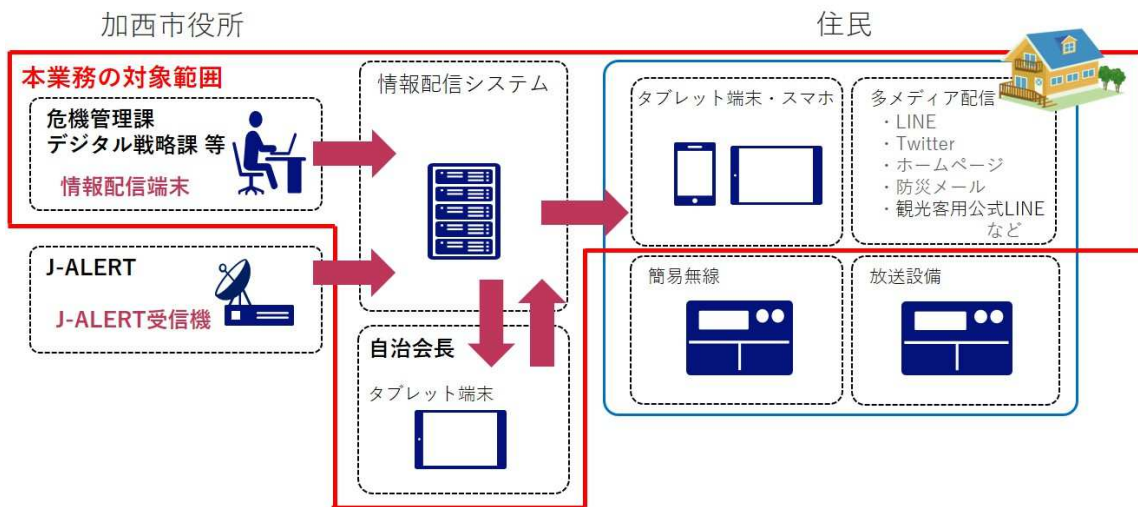 加西市役所
住民
本業務の対象範囲
危機管理課
デジタル戦略課 等
情報配信端末
J-ALERT
J-ALERT受信機
情報配信システム
自治会長
タブレット端末
タブレット端末・スマホ
多メディア配信
・LINE
・Twitter
・ホームページ
・防災メール
・観光客用公式LINE
など
簡易無線
放送設備